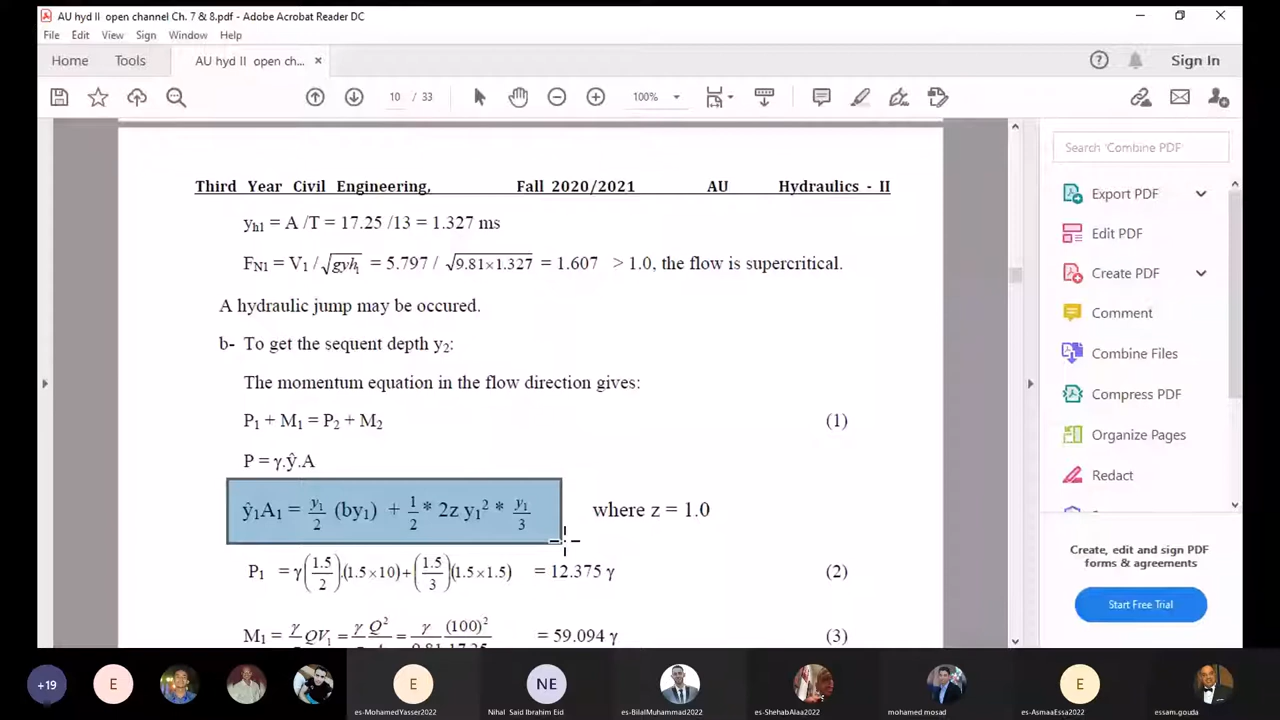 AU hyd II  open channel Ch. 7 & 8.pdf - Adobe Acrobat Reader DC
File Edit View Sign Window Help
Home Tools AU hyd II open ch... × Sign In
10 / 33 100%
Search 'Combine PDF'
Export PDF
Edit PDF
Create PDF
Comment
Combine Files
Compress PDF
Organize Pages
Redact
Create, edit and sign PDF
forms & agreements
Start Free Trial
Third Year Civil Engineering, Fall 2020/2021 AU Hydraulics - II
yh1 = A /T = 17.25 /13 = 1.327 ms
FN1 = V1 / √gyh1 = 5.797 / √9.81×1.327 = 1.607 > 1.0, the flow is supercritical.
A hydraulic jump may be occured.
b- To get the sequent depth y2:
The momentum equation in the flow direction gives:
P1 + M1 = P2 + M2 (1)
P = γ.ŷ.A
ŷ1A1 = y1/2 (by1) + 1/2 * 2z y1² * y1/3 where z = 1.0
P1 = γ(1.5/2).(1.5×10)+(1.5/3)(1.5×1.5) = 12.375 γ (2)
M1 = γ/ QV1 = γ/ Q²/ = γ/9.81 (100)²/17.25 = 59.094 γ (3)
+19 E E NE E
es-MohamedYasser2022 Nihal Said Ibrahim Eid es-BilalMuhammad2022 es-ShehabAlaa2022 mohamed mosad es-AsmaaEssa2022 essam.gouda